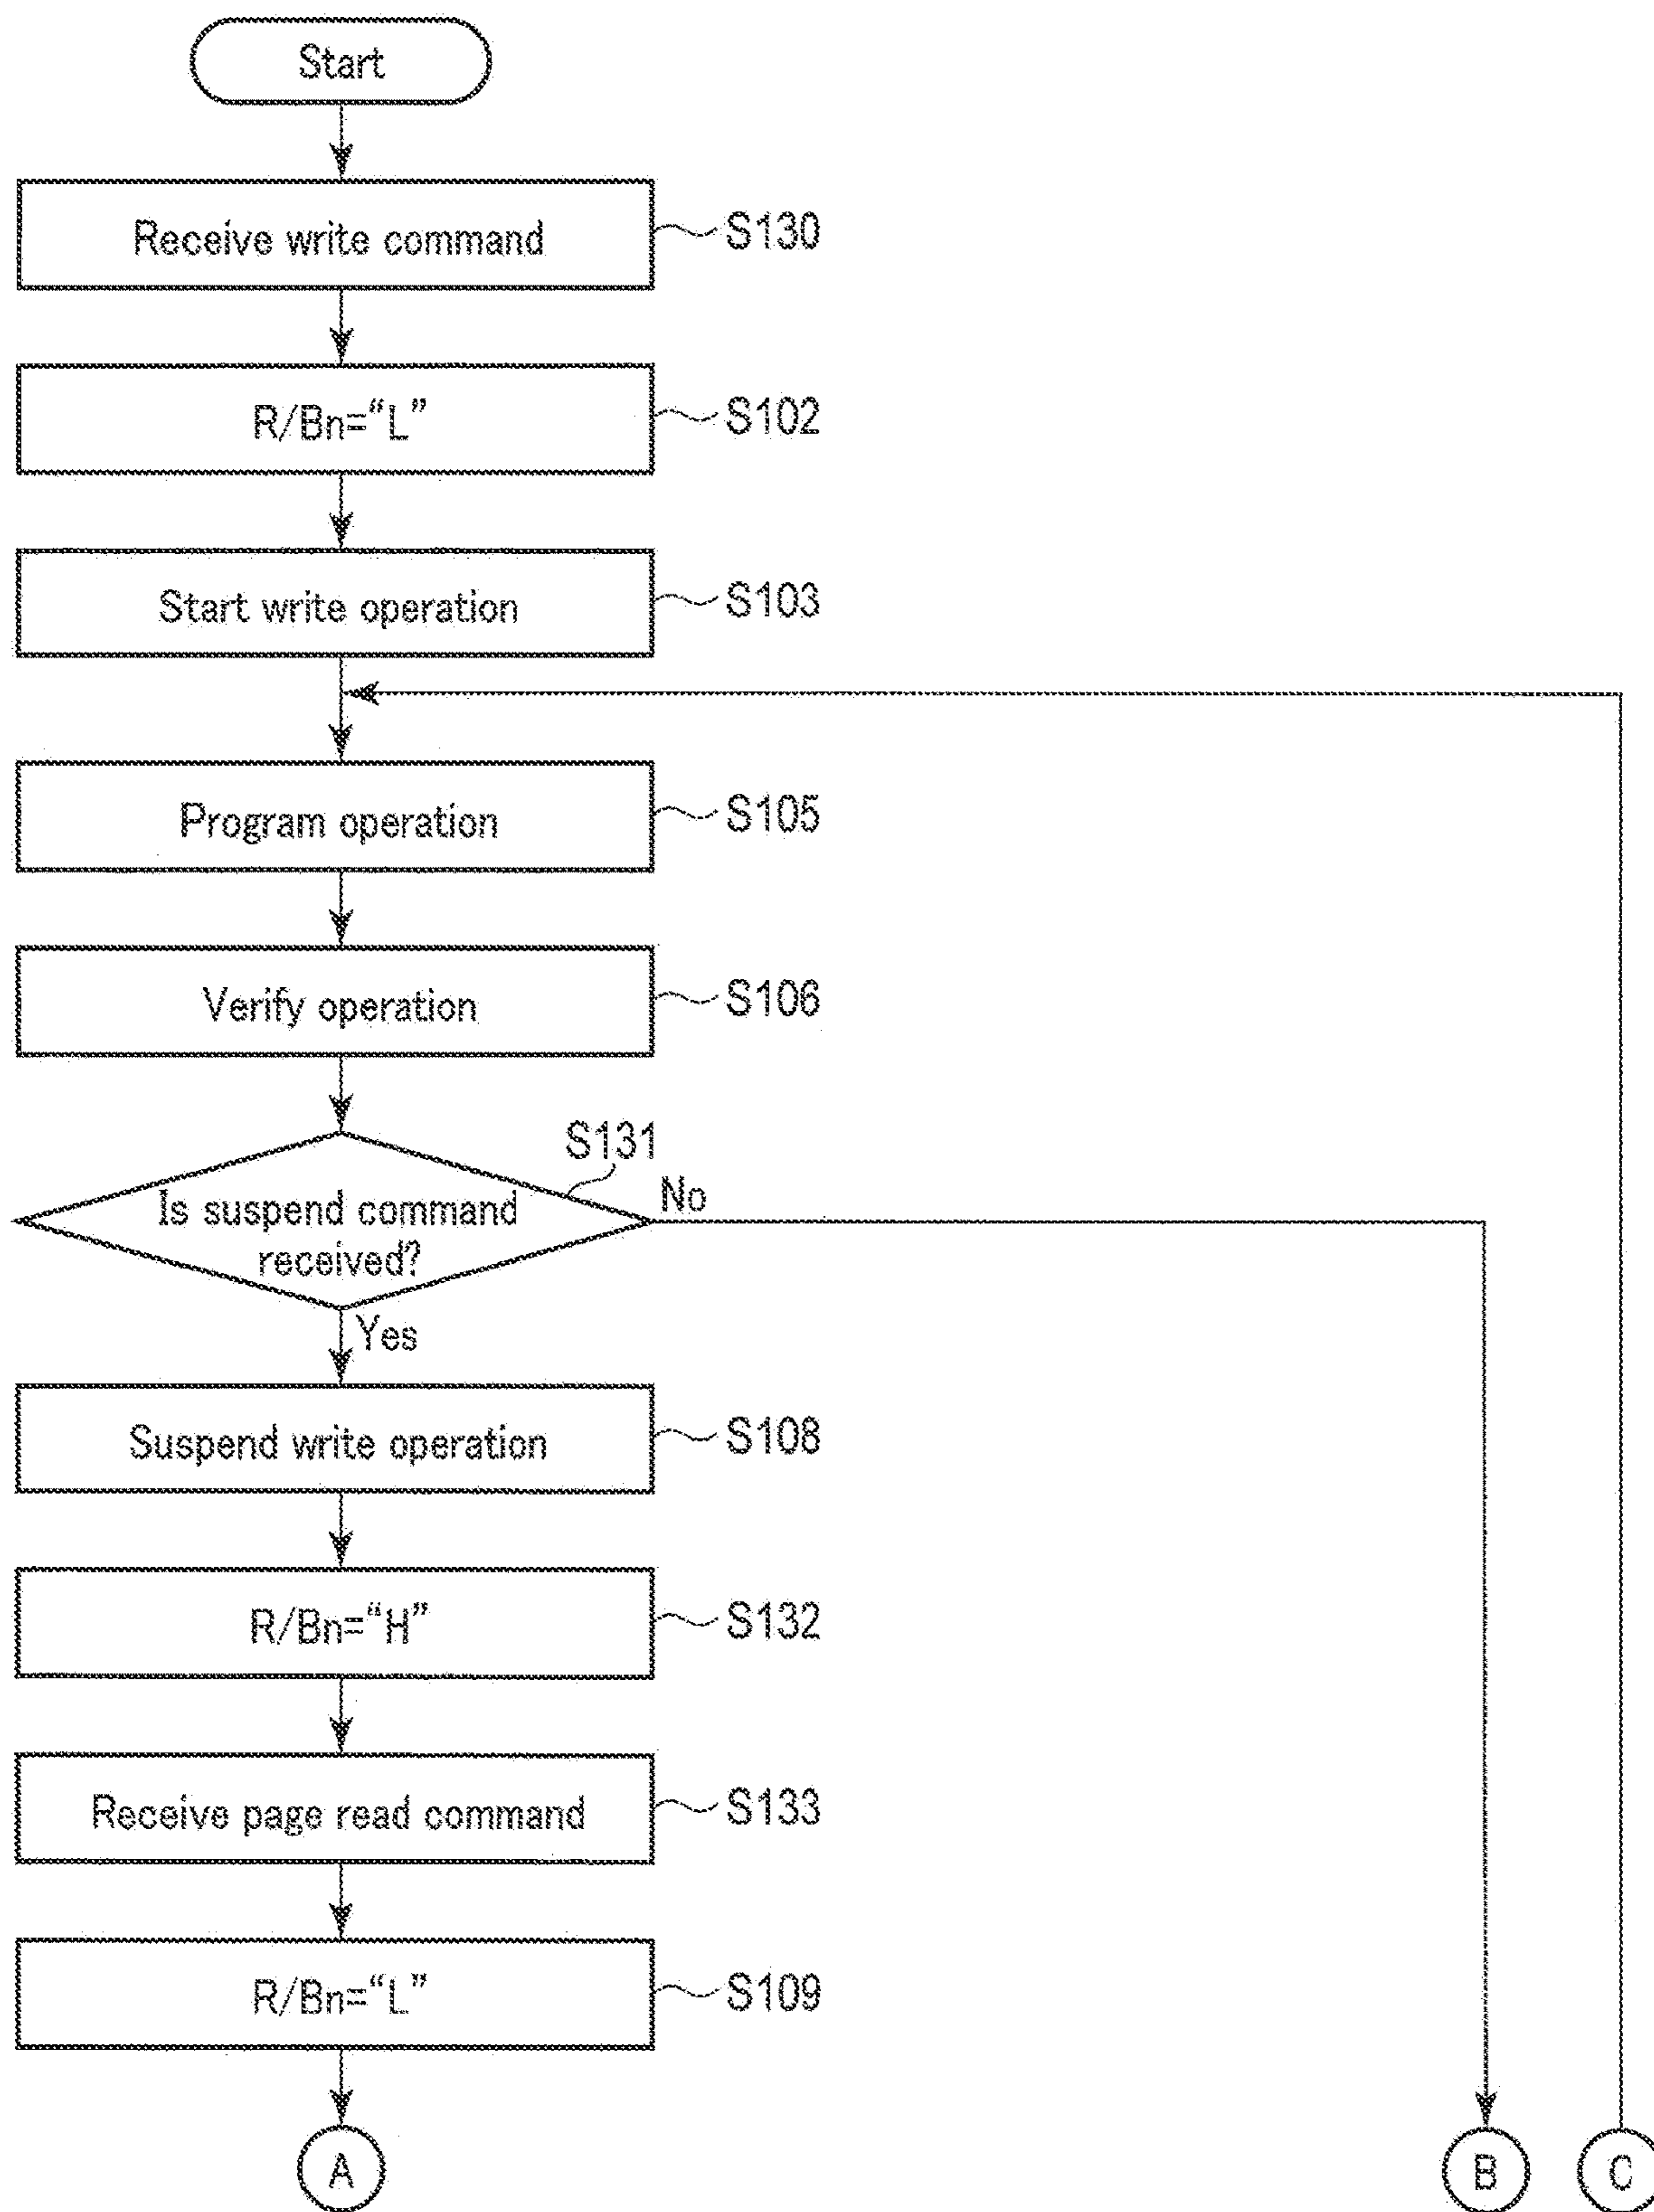 Start
Receive write command
S130
R/Bn=“L”
S102
Start write operation
S103
Program operation
S105
Verify operation
S106
S131
Is suspend command
received?
No
Yes
Suspend write operation
S108
R/Bn=“H”
S132
Receive page read command
S133
R/Bn=“L”
S109
A
B
C